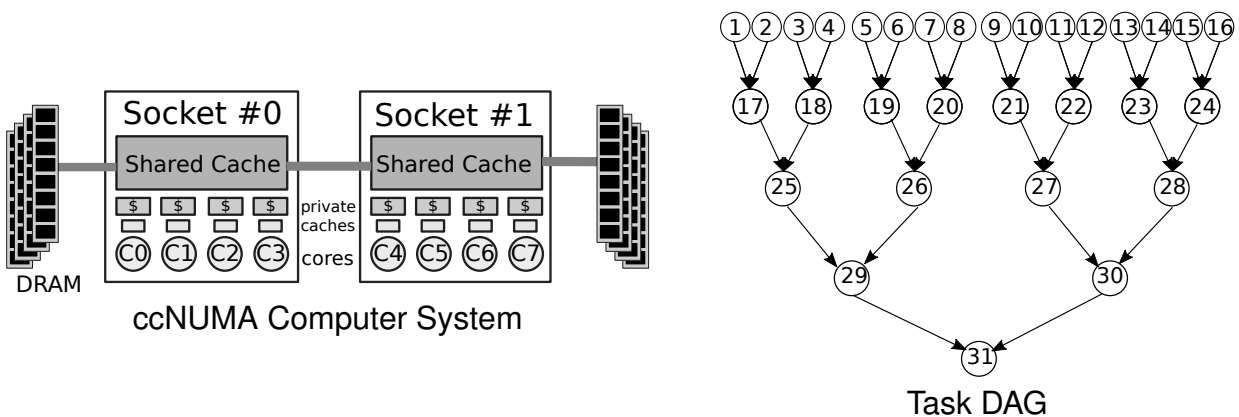 Socket #0
Shared Cache
$ $ $ $
C0 C1 C2 C3
DRAM
private
caches
cores
Socket #1
Shared Cache
$ $ $ $
C4 C5 C6 C7
ccNUMA Computer System
1 2 3 4 5 6 7 8 9 10 11 12 13 14 15 16
17 18 19 20 21 22 23 24
25 26 27 28
29 30
31
Task DAG